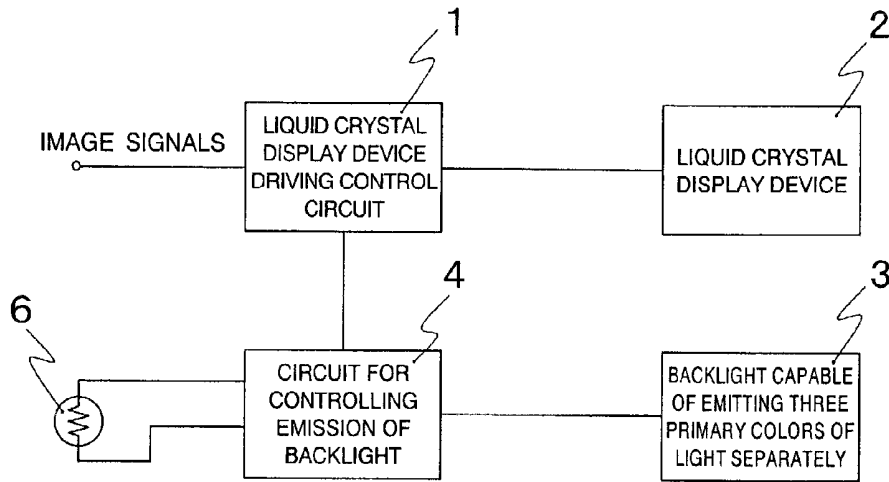 1
2
IMAGE SIGNALS
LIQUID CRYSTAL
DISPLAY DEVICE
DRIVING CONTROL
CIRCUIT
LIQUID CRYSTAL
DISPLAY DEVICE
6
4
3
CIRCUIT FOR
CONTROLLING
EMISSION OF
BACKLIGHT
BACKLIGHT CAPABLE
OF EMITTING THREE
PRIMARY COLORS OF
LIGHT SEPARATELY